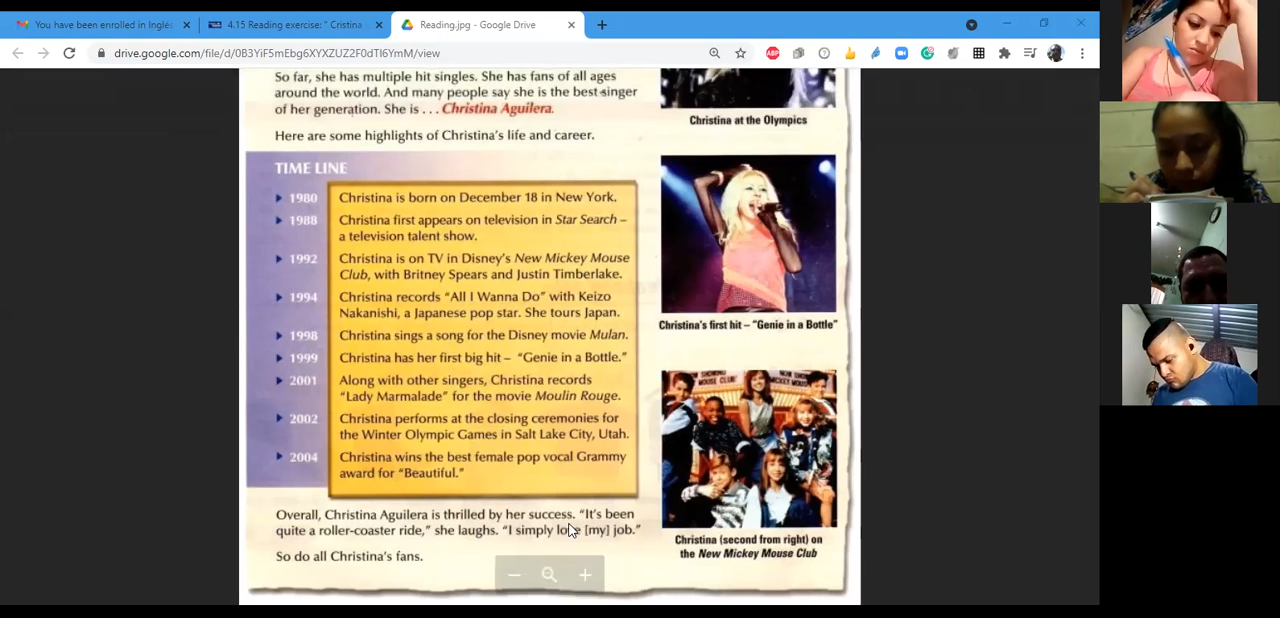 You have been enrolled in Inglés
4.15 Reading exercise: " Cristina
Reading.jpg - Google Drive
drive.google.com/file/d/0B3YiF5mEbg6XYXZUZ2F0dTl6YmM/view
So far, she has multiple hit singles. She has fans of all ages
around the world. And many people say she is the best singer
of her generation. She is . . . Christina Aguilera.
Here are some highlights of Christina's life and career.
TIME LINE
1980 Christina is born on December 18 in New York.
1988 Christina first appears on television in Star Search –
a television talent show.
1992 Christina is on TV in Disney's New Mickey Mouse
Club, with Britney Spears and Justin Timberlake.
1994 Christina records "All I Wanna Do" with Keizo
Nakanishi, a Japanese pop star. She tours Japan.
1998 Christina sings a song for the Disney movie Mulan.
1999 Christina has her first big hit – "Genie in a Bottle."
2001 Along with other singers, Christina records
"Lady Marmalade" for the movie Moulin Rouge.
2002 Christina performs at the closing ceremonies for
the Winter Olympic Games in Salt Lake City, Utah.
2004 Christina wins the best female pop vocal Grammy
award for "Beautiful."
Overall, Christina Aguilera is thrilled by her success. "It's been
quite a roller-coaster ride," she laughs. "I simply love [my] job."
So do all Christina's fans.
Christina at the Olympics
Christina's first hit – "Genie in a Bottle"
MOUSE CLUB
Christina (second from right) on
the New Mickey Mouse Club
ABP